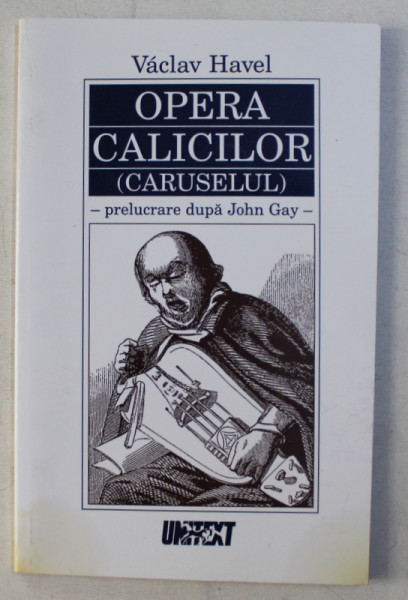 Václav Havel
OPERA
CALICILOR
(CARUSELUL)
– prelucrare după John Gay –
UNITEXT